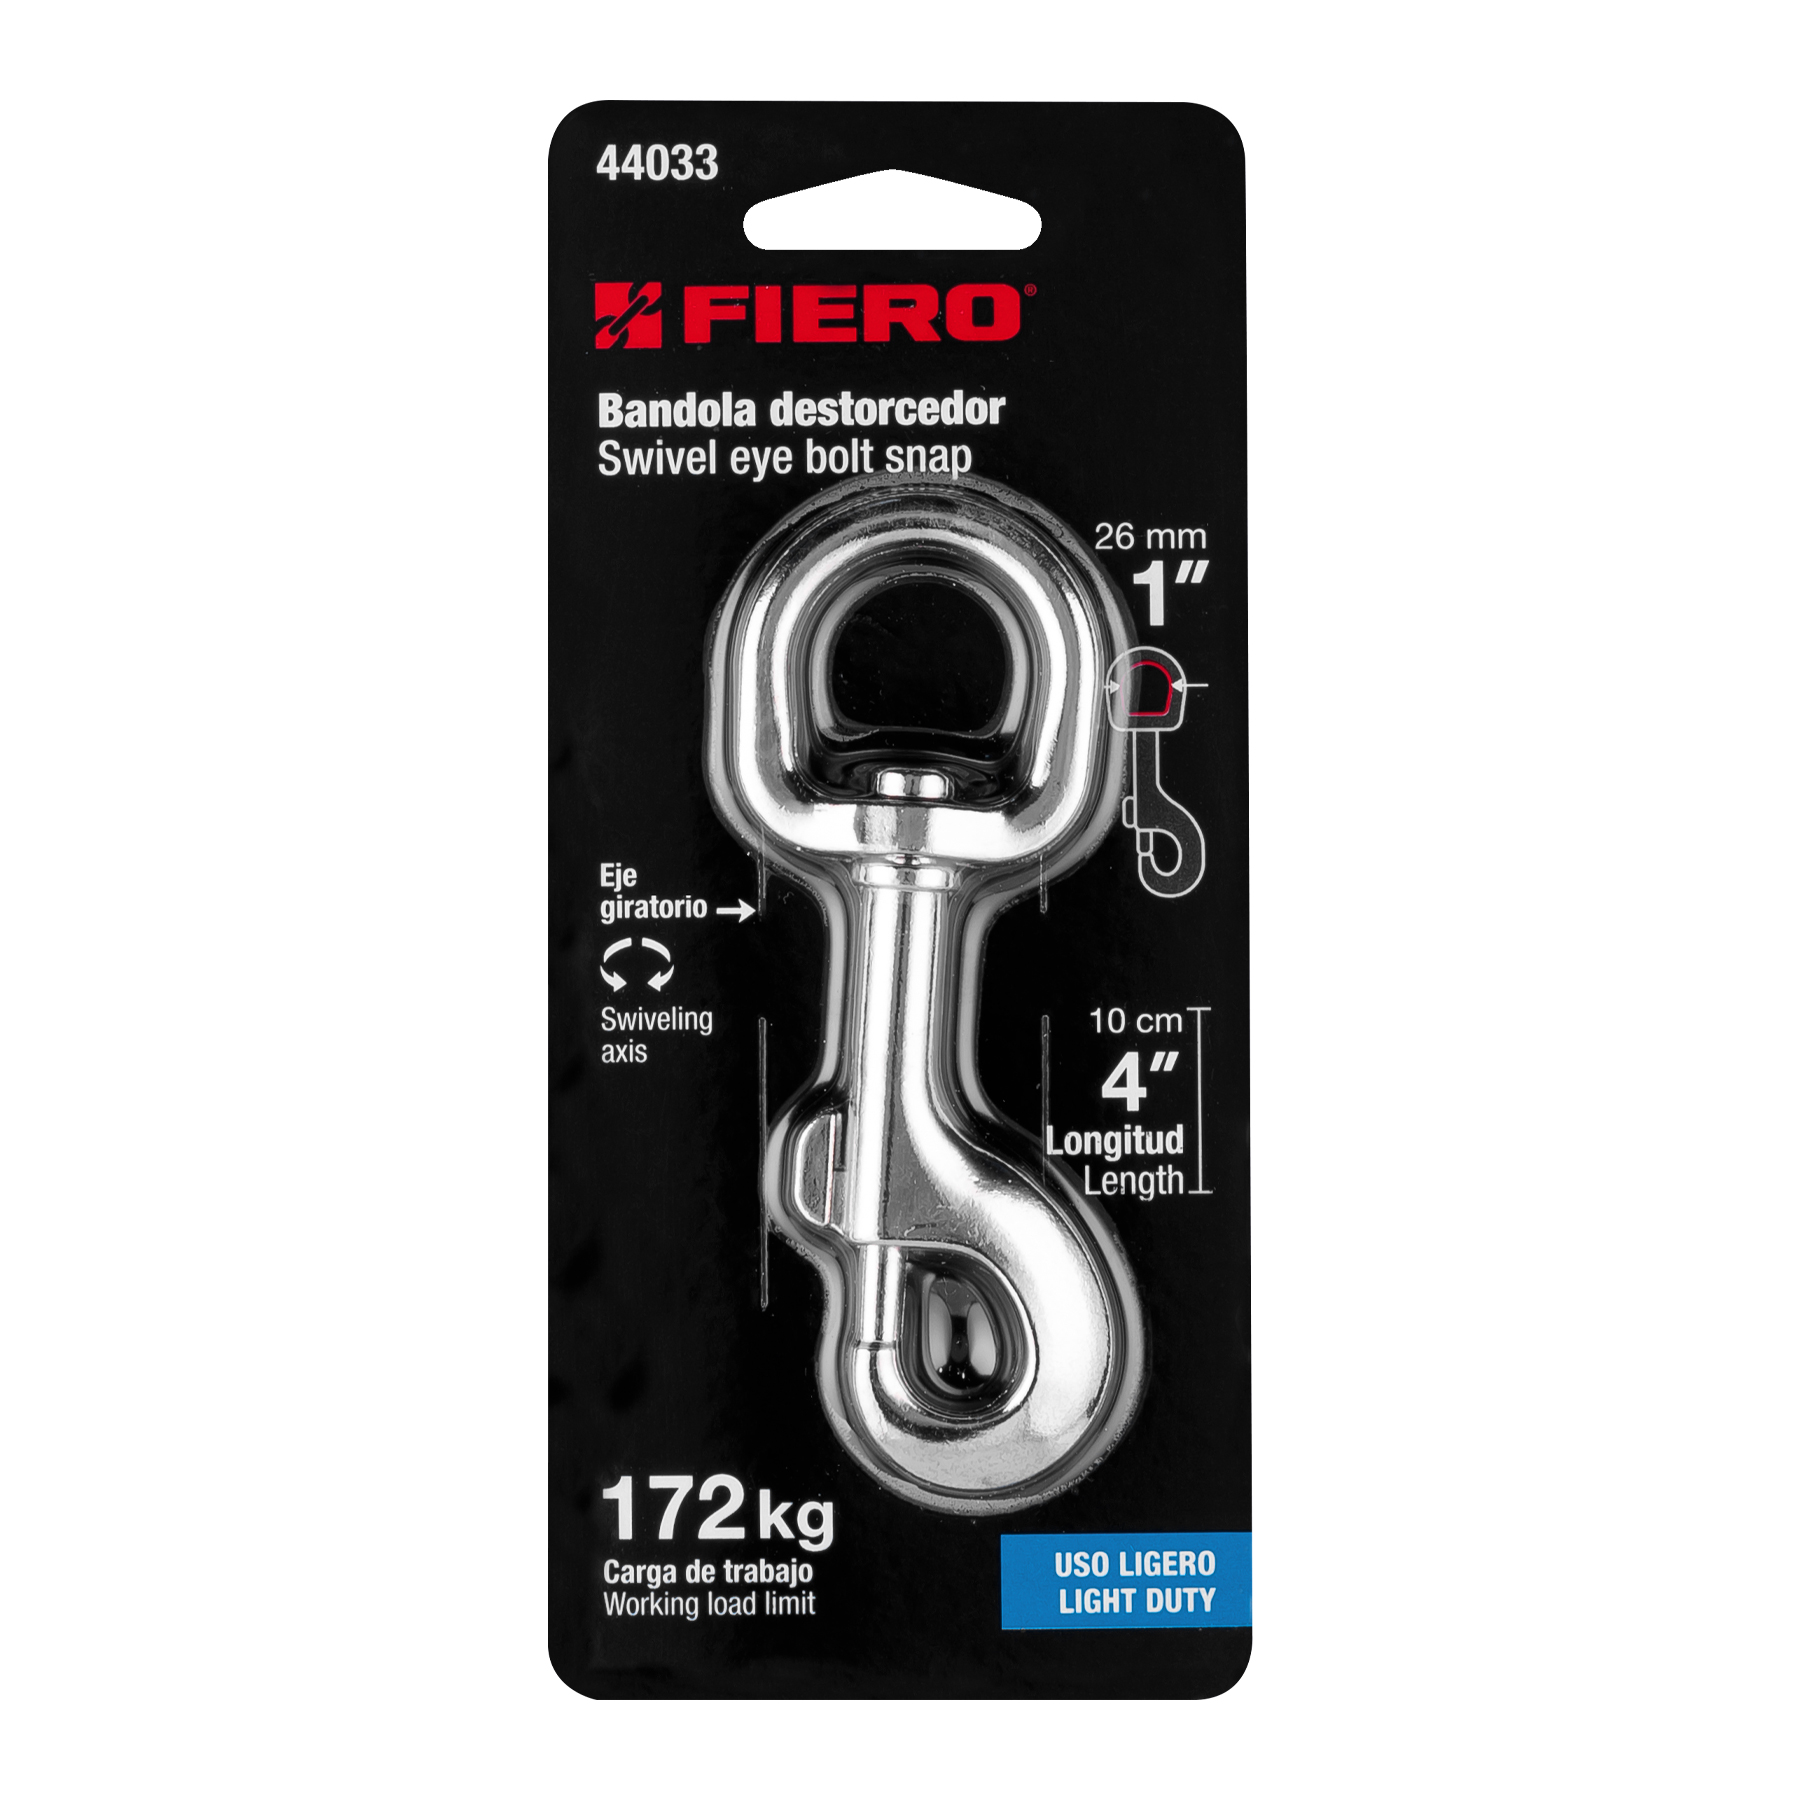 44033
FIERO®
Bandola destorcedor
Swivel eye bolt snap
26 mm
1"
Eje
giratorio
Swiveling
axis
10 cm
4"
Longitud
Length
172 kg
Carga de trabajo
Working load limit
USO LIGERO
LIGHT DUTY